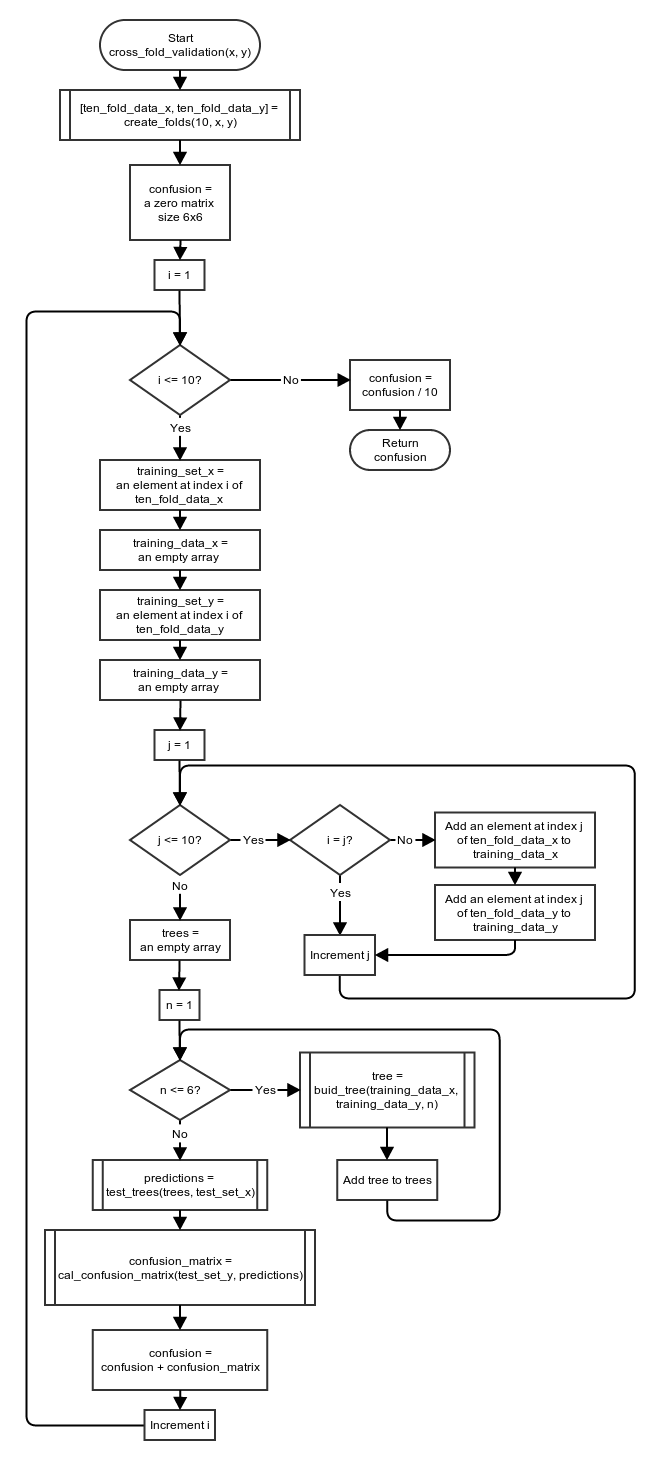 Start
cross_fold_validation(x, y)
[ten_fold_data_x, ten_fold_data_y] =
create_folds(10, x, y)
confusion =
a zero matrix
size 6x6
i = 1
i <= 10?
No
confusion =
confusion / 10
Yes
Return
confusion
training_set_x =
an element at index i of
ten_fold_data_x
training_data_x =
an empty array
training_set_y =
an element at index i of
ten_fold_data_y
training_data_y =
an empty array
j = 1
j <= 10?
Yes
i = j?
No
Add an element at index j
of ten_fold_data_x to
training_data_x
No
Yes
Add an element at index j
of ten_fold_data_y to
training_data_y
trees =
an empty array
Increment j
n = 1
n <= 6?
Yes
tree =
buid_tree(training_data_x,
training_data_y, n)
No
predictions =
test_trees(trees, test_set_x)
Add tree to trees
confusion_matrix =
cal_confusion_matrix(test_set_y, predictions)
confusion =
confusion + confusion_matrix
Increment i